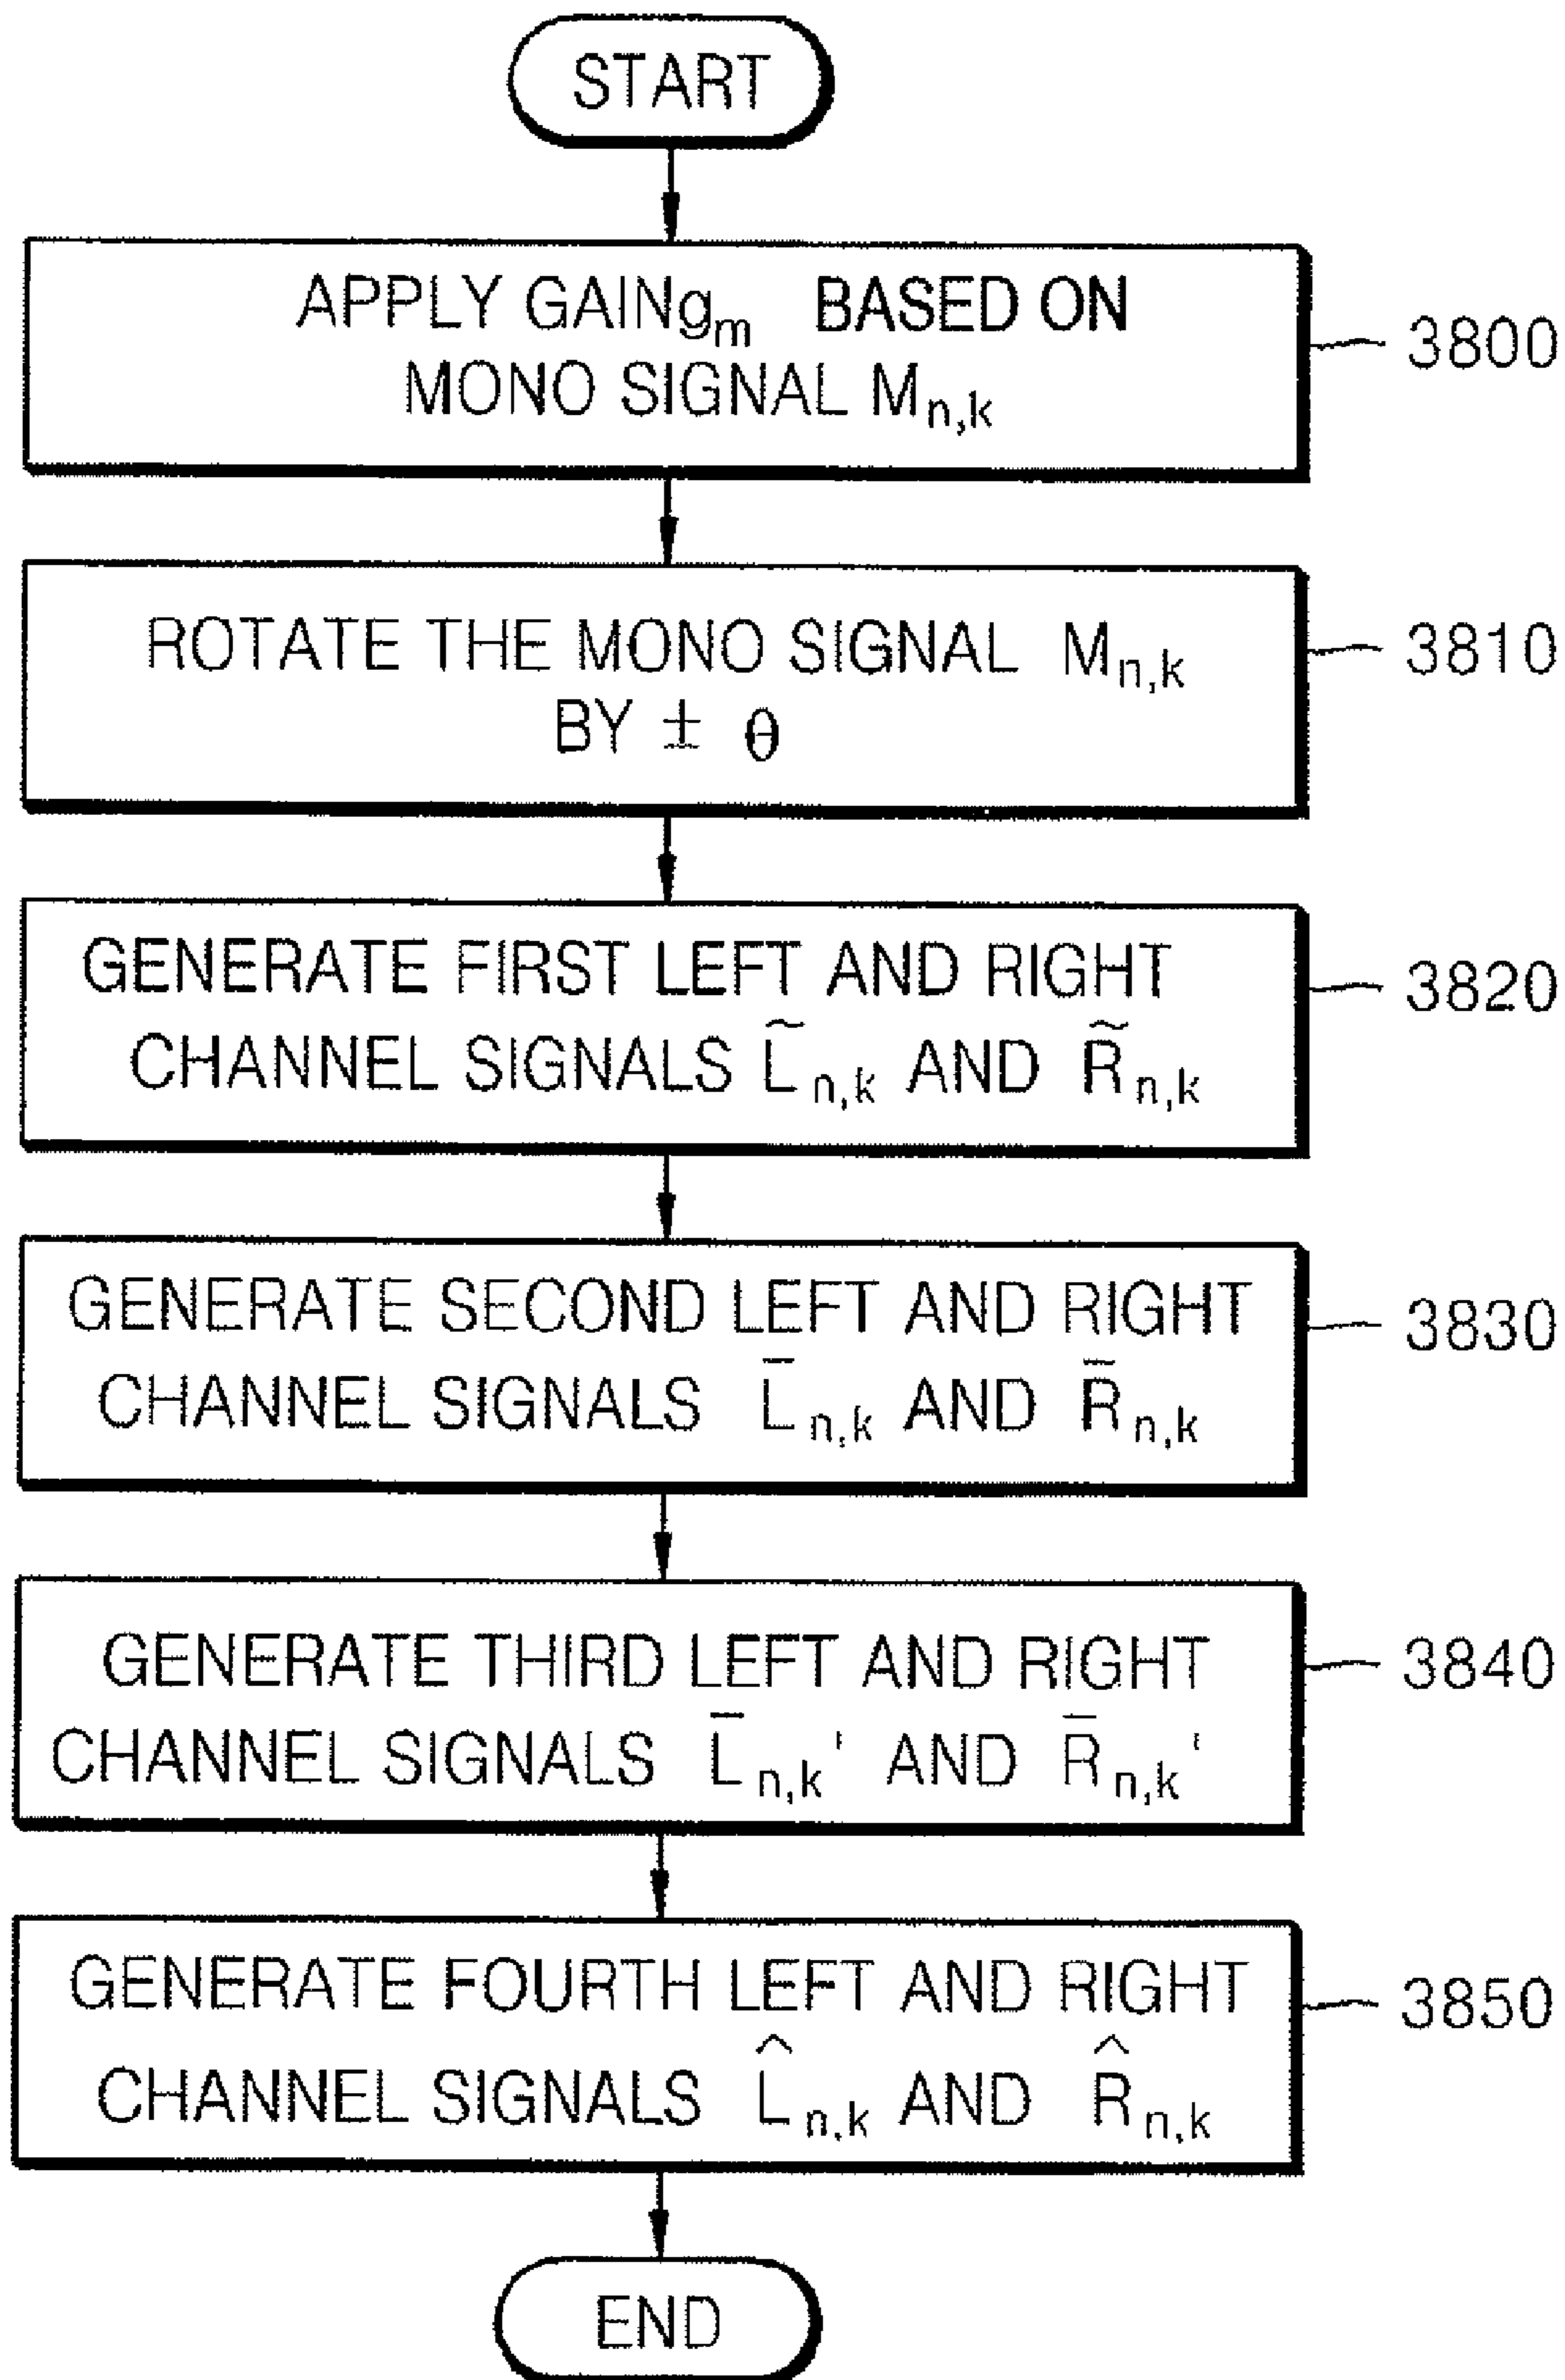 START
APPLY GAINgₘ BASED ON
MONO SIGNAL Mn,k
3800
ROTATE THE MONO SIGNAL Mn,k
BY ± θ
3810
GENERATE FIRST LEFT AND RIGHT
CHANNEL SIGNALS L̃n,k AND R̃n,k
3820
GENERATE SECOND LEFT AND RIGHT
CHANNEL SIGNALS L̄n,k AND R̄n,k
3830
GENERATE THIRD LEFT AND RIGHT
CHANNEL SIGNALS L̄n,k' AND R̄n,k'
3840
GENERATE FOURTH LEFT AND RIGHT
CHANNEL SIGNALS L̂n,k AND R̂n,k
3850
END